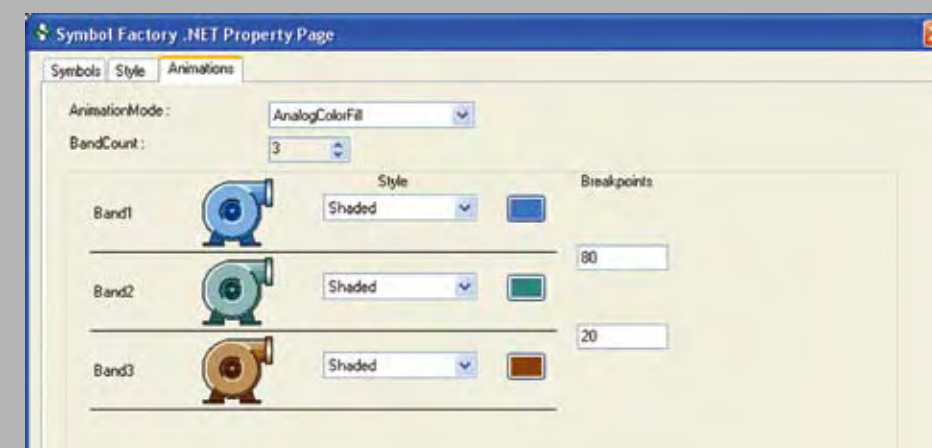 Symbol Factory .NET Property Page
Symbols Style Animations
AnimationMode : AnalogColorFill
BandCount : 3
Style Breakpoints
Band1 Shaded
80
Band2 Shaded
20
Band3 Shaded